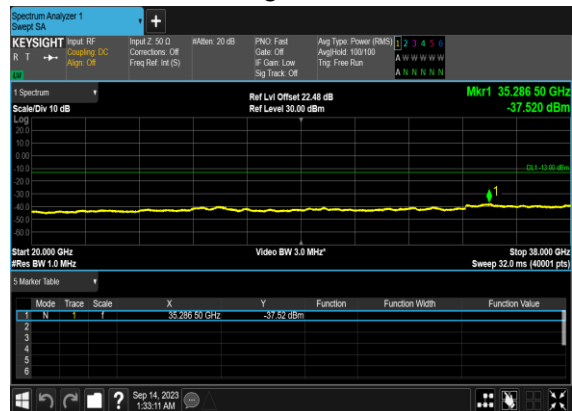 Spectrum Analyzer 1
Swept SA
KEYSIGHT Input: RF Input Z: 50 Ω #Atten: 20 dB PNO: Fast Avg Type: Power (RMS) 1 2 3 4 5 6
R T Coupling: DC Corrections: Off Gate: Off Avg|Hold: 100/100 A W W W W W
Align: Off Freq Ref: Int (S) IF Gain: Low Trig: Free Run
Sig Track: Off A N N N N N
1 Spectrum
Ref Lvl Offset 22.48 dB Mkr1 35.286 50 GHz
Scale/Div 10 dB Ref Level 30.00 dBm -37.520 dBm
Log
20.0
10.0
0.00
-10.0
DL1 -13.00 dBm
-20.0
-30.0
1
-40.0
-50.0
-60.0
Start 20.000 GHz Video BW 3.0 MHz* Stop 38.000 GHz
#Res BW 1.0 MHz Sweep 32.0 ms (40001 pts)
5 Marker Table
Mode Trace Scale X Y Function Function Width Function Value
1 N 1 f 35.286 50 GHz -37.52 dBm
2
3
4
5
6
? Sep 14, 2023
1:33:11 AM